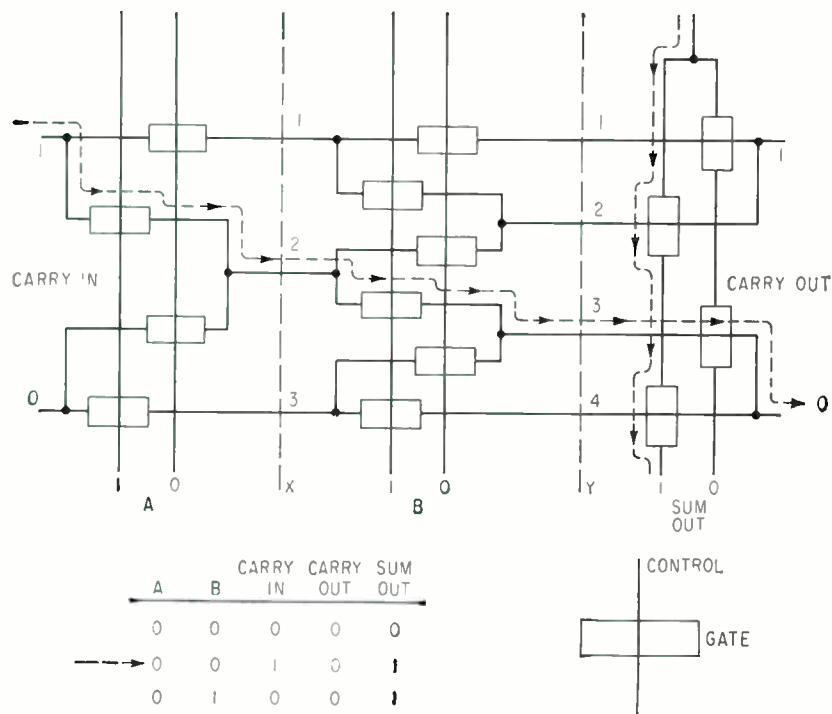 1 1 1 1
2 2
CARRY IN CARRY OUT
3
0 3 4 0
1 0 X 1 0 Y 1 0
A B SUM
OUT
CARRY CARRY SUM
A B IN OUT OUT
0 0 0 0 0
0 0 1 0 1
0 1 0 0 1
CONTROL
GATE